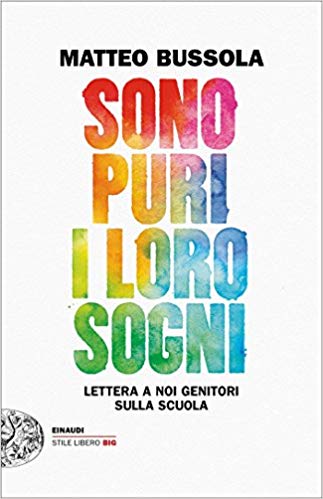 MATTEO BUSSOLA
SONO
PURI
I LORO
SOGNI
LETTERA A NOI GENITORI
SULLA SCUOLA
EINAUDI
STILE LIBERO BIG